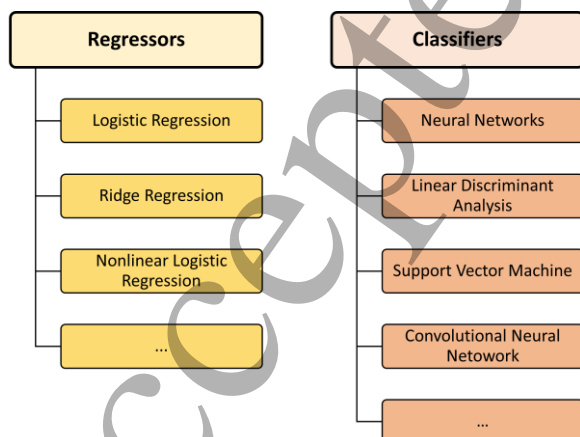 Regressors
Logistic Regression
Ridge Regression
Nonlinear Logistic
Regression
...
Classifiers
Neural Networks
Linear Discriminant
Analysis
Support Vector Machine
Convolutional Neural
Netowork
...
ccepte